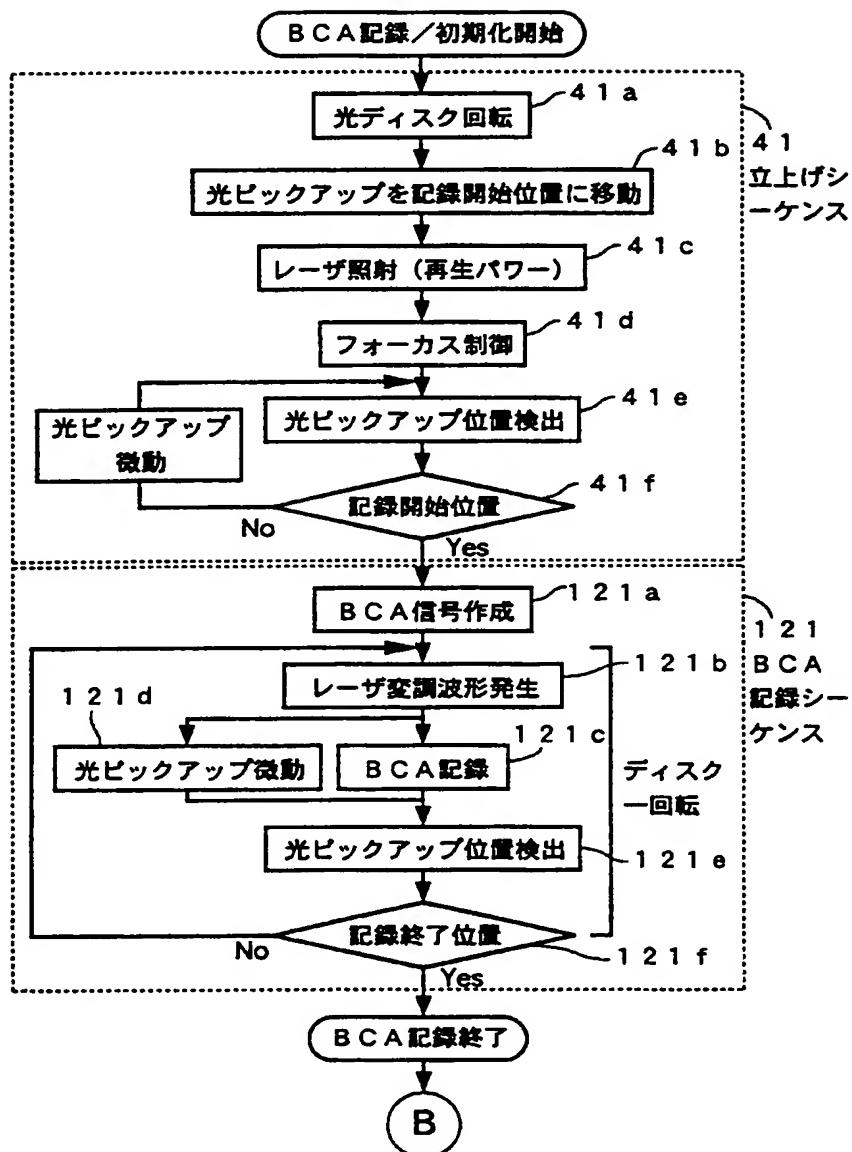 BCA記録／初期化開始
41a
光ディスク回転
41
立上げシ
ーケンス
41b
光ピックアップを記録開始位置に移動
41c
レーザ照射（再生パワー）
41d
フォーカス制御
41e
光ピックアップ位置検出
光ピックアップ
微動
41f
記録開始位置
No
Yes
121a
BCA信号作成
121
BCA
記録シー
ケンス
121b
レーザ変調波形発生
121d
121c
光ピックアップ微動
BCA記録
ディスク
一回転
光ピックアップ位置検出
121e
記録終了位置
No
121f
Yes
BCA記録終了
B